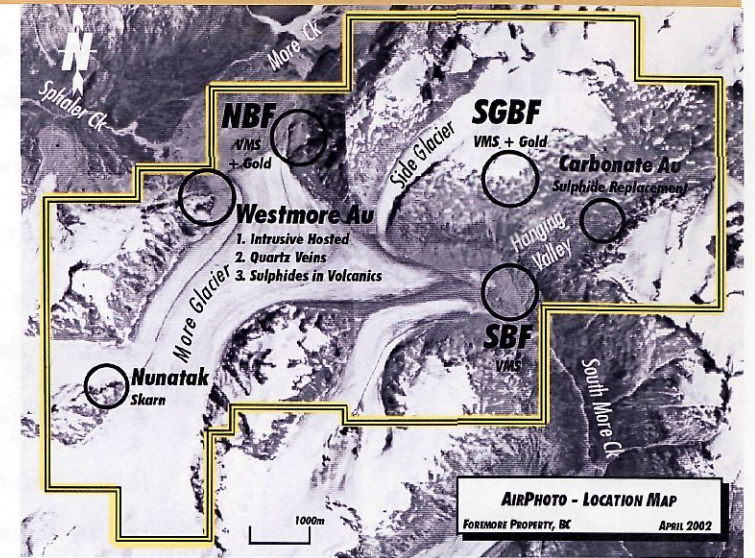 N
More Ck
Sphaler Ck
NBF
VMS
+ Gold
SGBF
VMS + Gold
Side Glacier
Carbonate Au
Sulphide Replacement
Westmore Au
1. Intrusive Hosted
2. Quartz Veins
3. Sulphides in Volcanics
Hanging
Valley
More Glacier
SBF
VMS
Nunatak
Skarn
South More Ck
1000m
AIRPHOTO - LOCATION MAP
FOREMORE PROPERTY, BC
APRIL 2002